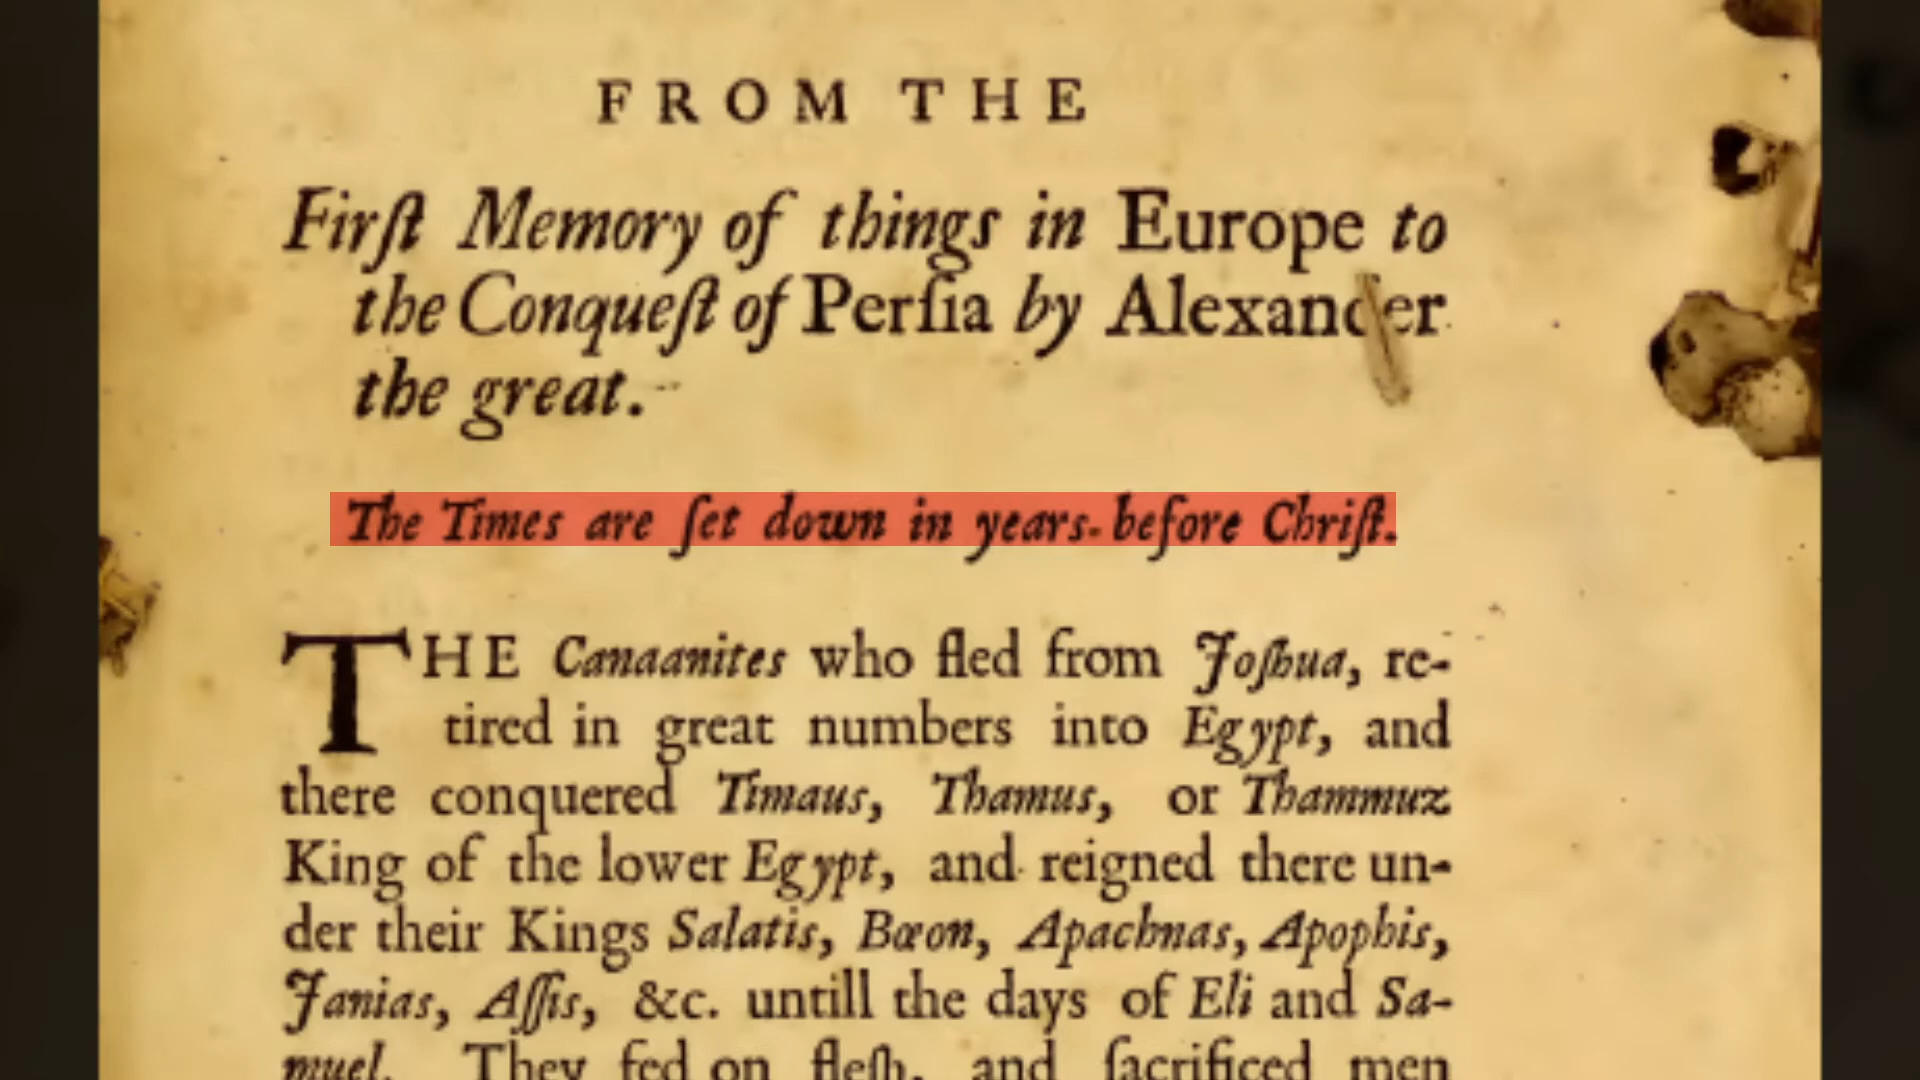 FROM THE
Firſt Memory of things in Europe to
the Conqueſt of Perſia by Alexander
the great.
The Times are ſet down in years before Chriſt.
THE Canaanites who fled from Joſhua, re-
tired in great numbers into Egypt, and
there conquered Timaus, Thamus, or Thammuz
King of the lower Egypt, and reigned there un-
der their Kings Salatis, Bœon, Apachnas, Apophis,
Janias, Aſſis, &c. untill the days of Eli and Sa-
muel. They fed on fleſh, and ſacrificed men